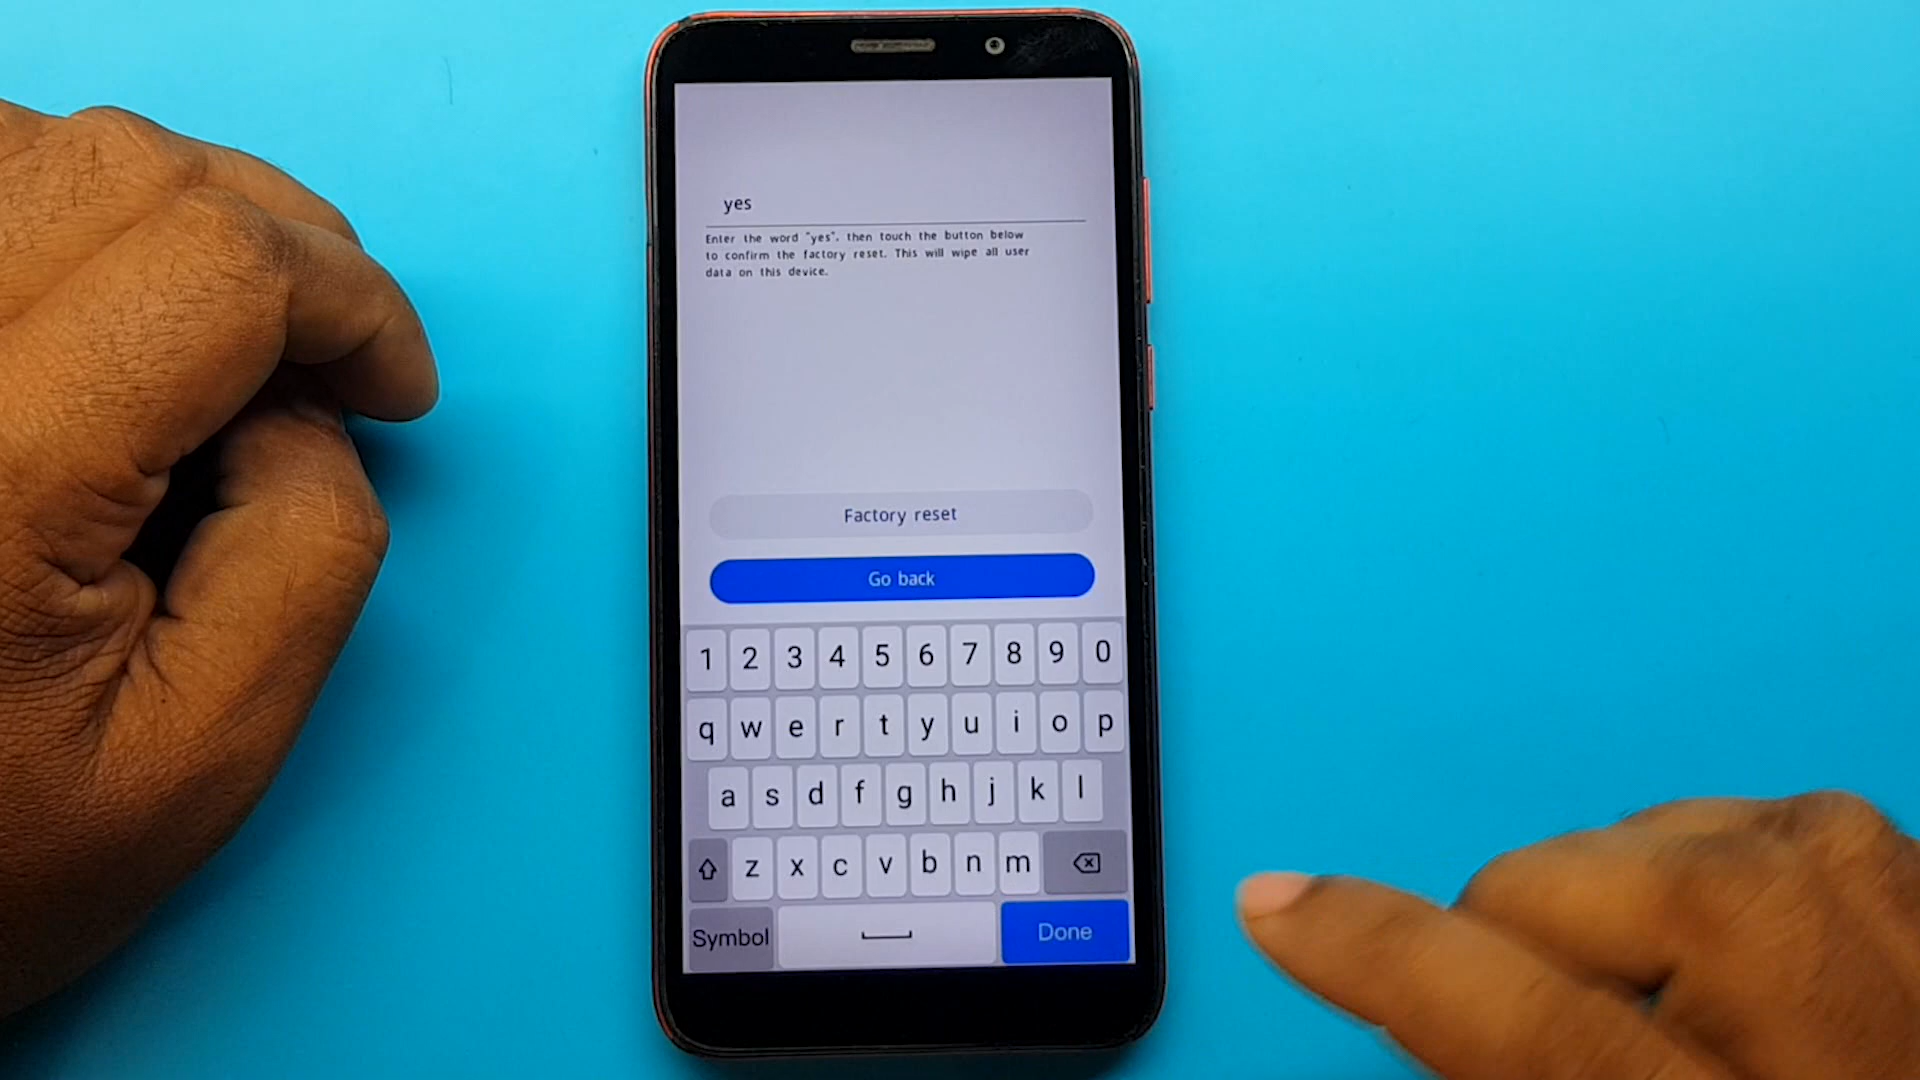 yes
Enter the word "yes", then touch the button below
to confirm the factory reset. This will wipe all user
data on this device.
Factory reset
Go back
1 2 3 4 5 6 7 8 9 0
q w e r t y u i o p
a s d f g h j k l
z x c v b n m
Symbol Done